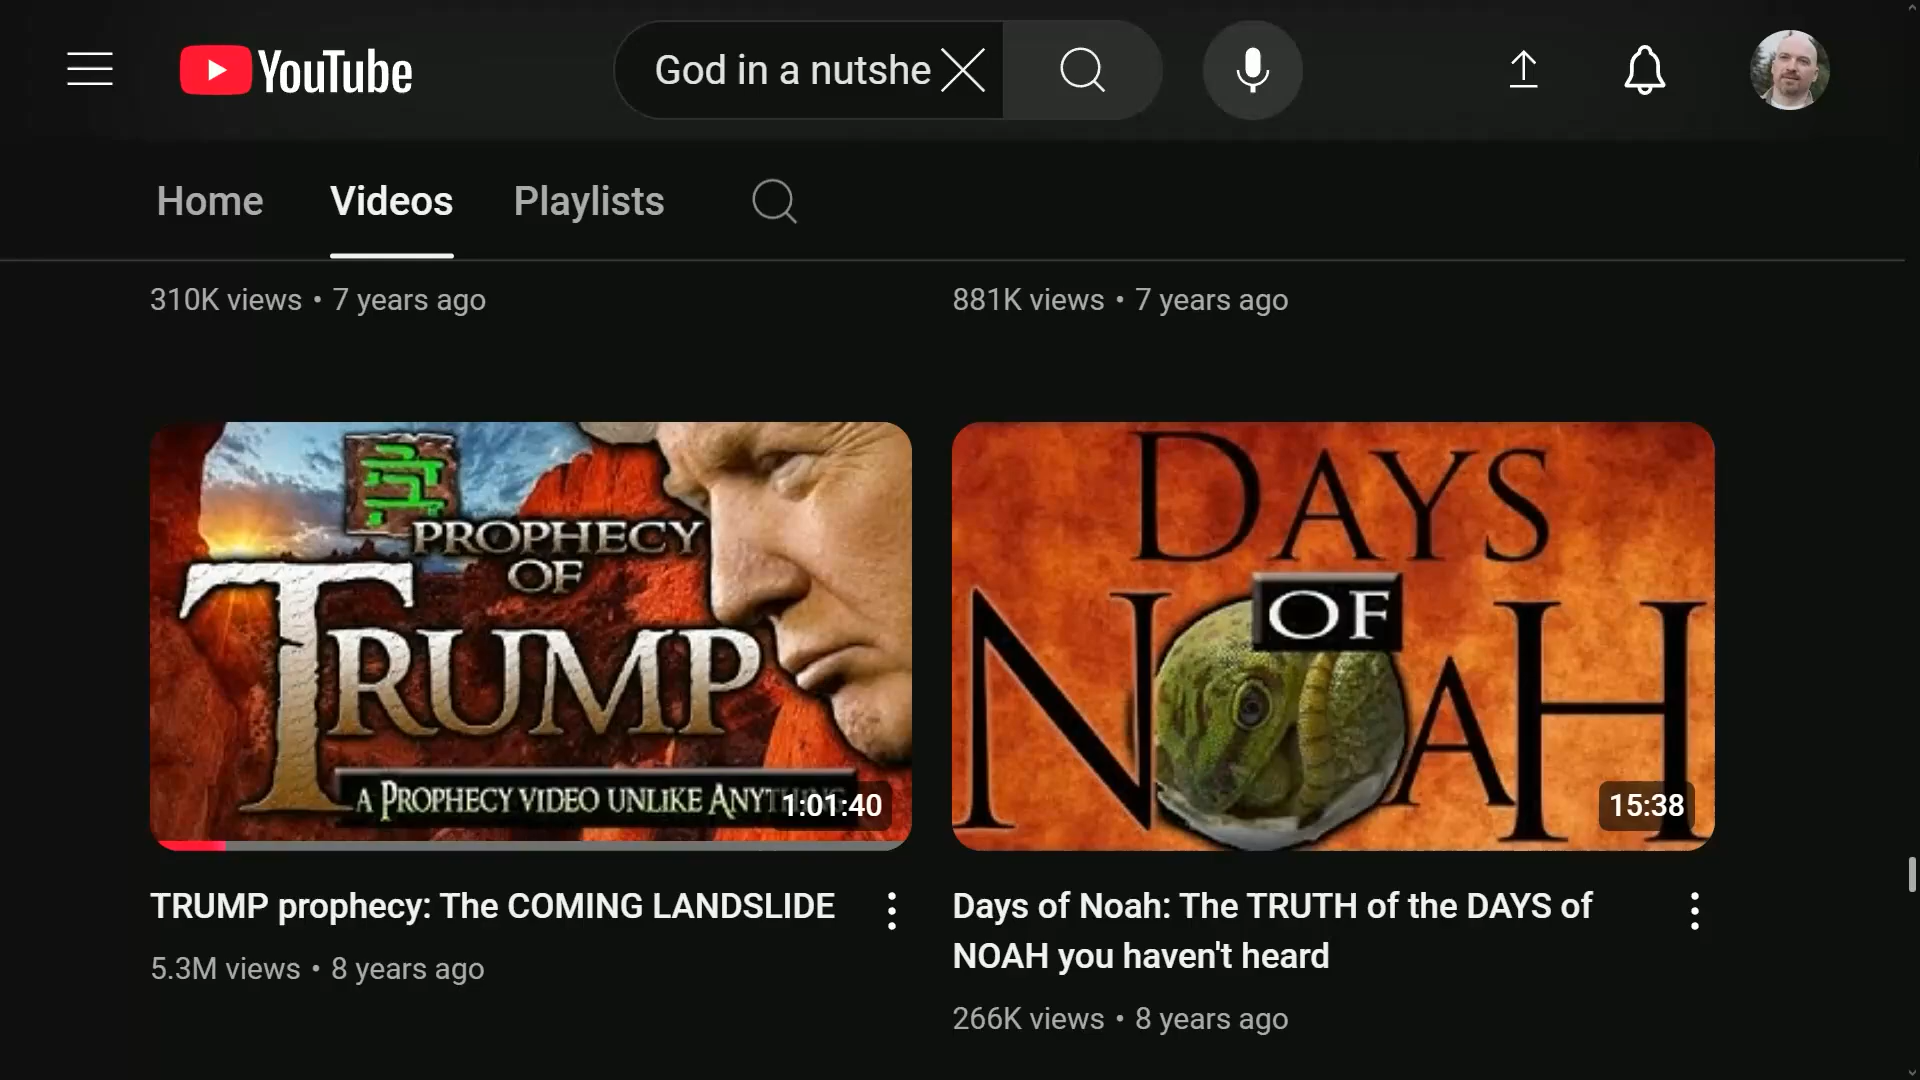 YouTube
God in a nutshe
Home
Videos
Playlists
310K views • 7 years ago
881K views • 7 years ago
PROPHECY
OF
TRUMP
A PROPHECY VIDEO UNLIKE
1:01:40
DAYS
OF
NOAH
15:38
TRUMP prophecy: The COMING LANDSLIDE
5.3M views • 8 years ago
Days of Noah: The TRUTH of the DAYS of
NOAH you haven't heard
266K views • 8 years ago